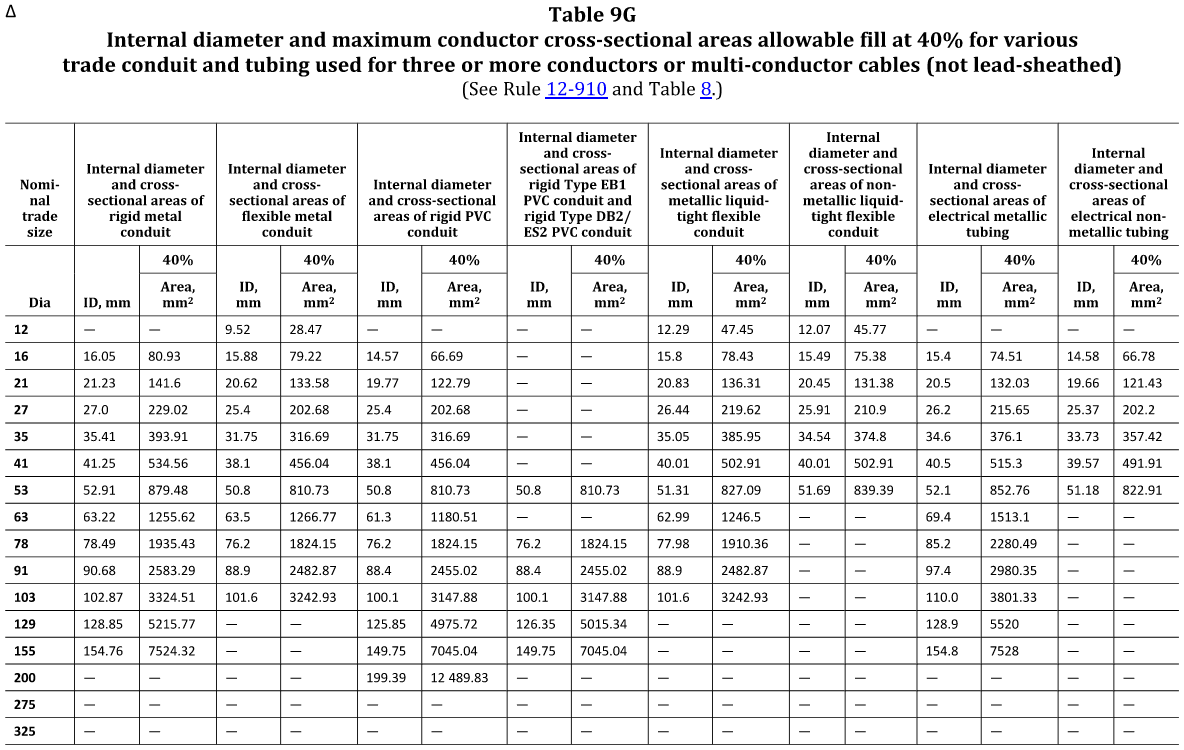 Δ
Table 9G
Internal diameter and maximum conductor cross-sectional areas allowable fill at 40% for various
trade conduit and tubing used for three or more conductors or multi-conductor cables (not lead-sheathed)
(See Rule 12-910 and Table 8.)
Nomi-
nal
trade
size
Internal diameter
and cross-
sectional areas of
rigid metal
conduit
Internal diameter
and cross-
sectional areas of
flexible metal
conduit
Internal diameter
and cross-sectional
areas of rigid PVC
conduit
Internal diameter
and cross-
sectional areas of
rigid Type EB1
PVC conduit and
rigid Type DB2/
ES2 PVC conduit
Internal diameter
and cross-
sectional areas of
metallic liquid-
tight flexible
conduit
Internal
diameter and
cross-sectional
areas of non-
metallic liquid-
tight flexible
conduit
Internal diameter
and cross-
sectional areas of
electrical metallic
tubing
Internal
diameter and
cross-sectional
areas of
electrical non-
metallic tubing
40% 40% 40% 40% 40% 40% 40% 40%
Dia ID, mm Area, mm² ID, mm Area, mm² ID, mm Area, mm² ID, mm Area, mm² ID, mm Area, mm² ID, mm Area, mm² ID, mm Area, mm² ID, mm Area, mm²
12 — — 9.52 28.47 — — — — 12.29 47.45 12.07 45.77 — — — —
16 16.05 80.93 15.88 79.22 14.57 66.69 — — 15.8 78.43 15.49 75.38 15.4 74.51 14.58 66.78
21 21.23 141.6 20.62 133.58 19.77 122.79 — — 20.83 136.31 20.45 131.38 20.5 132.03 19.66 121.43
27 27.0 229.02 25.4 202.68 25.4 202.68 — — 26.44 219.62 25.91 210.9 26.2 215.65 25.37 202.2
35 35.41 393.91 31.75 316.69 31.75 316.69 — — 35.05 385.95 34.54 374.8 34.6 376.1 33.73 357.42
41 41.25 534.56 38.1 456.04 38.1 456.04 — — 40.01 502.91 40.01 502.91 40.5 515.3 39.57 491.91
53 52.91 879.48 50.8 810.73 50.8 810.73 50.8 810.73 51.31 827.09 51.69 839.39 52.1 852.76 51.18 822.91
63 63.22 1255.62 63.5 1266.77 61.3 1180.51 — — 62.99 1246.5 — — 69.4 1513.1 — —
78 78.49 1935.43 76.2 1824.15 76.2 1824.15 76.2 1824.15 77.98 1910.36 — — 85.2 2280.49 — —
91 90.68 2583.29 88.9 2482.87 88.4 2455.02 88.4 2455.02 88.9 2482.87 — — 97.4 2980.35 — —
103 102.87 3324.51 101.6 3242.93 100.1 3147.88 100.1 3147.88 101.6 3242.93 — — 110.0 3801.33 — —
129 128.85 5215.77 — — 125.85 4975.72 126.35 5015.34 — — — — 128.9 5520 — —
155 154.76 7524.32 — — 149.75 7045.04 149.75 7045.04 — — — — 154.8 7528 — —
200 — — — — 199.39 12 489.83 — — — — — — — — — —
275 — — — — — — — — — — — — — — — —
325 — — — — — — — — — — — — — — — —